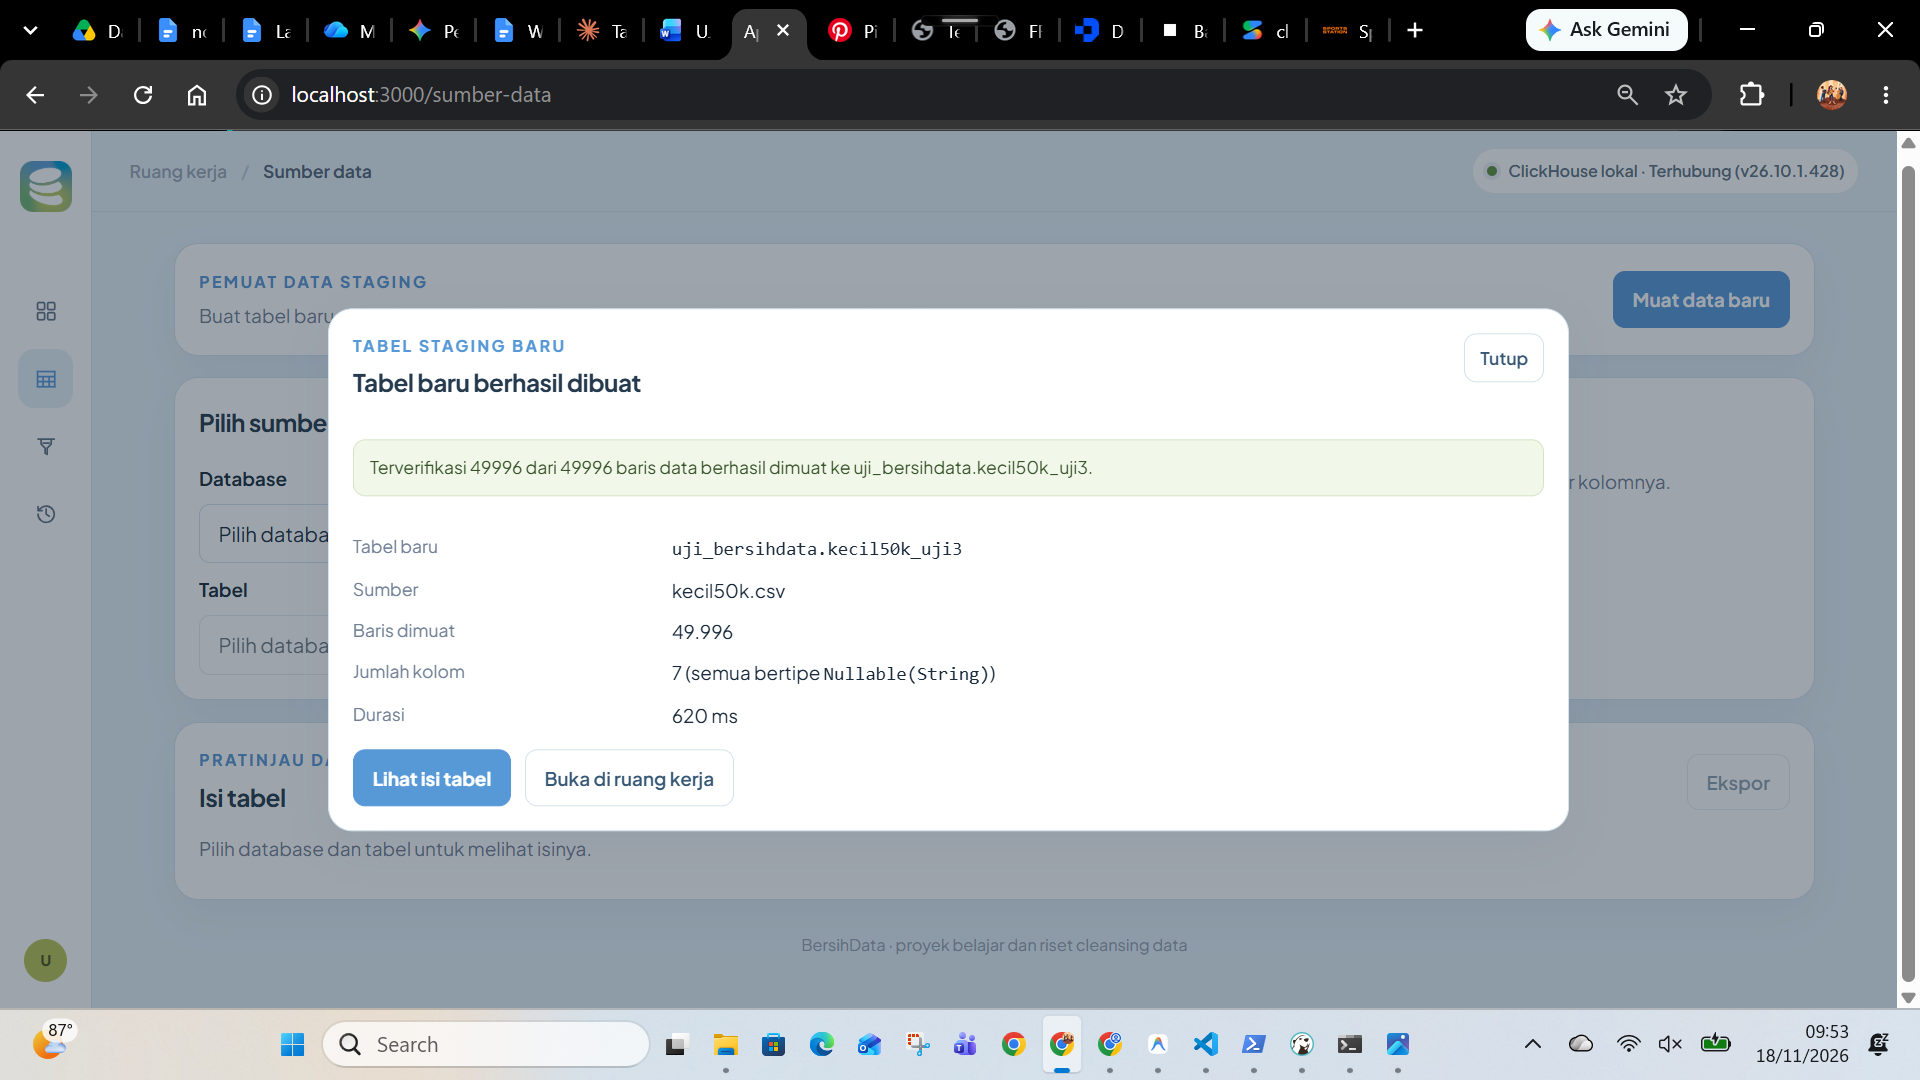 Ask Gemini
localhost:3000/sumber-data
Ruang kerja / Sumber data
ClickHouse lokal · Terhubung (v26.10.1.428)
PEMUAT DATA STAGING
Buat tabel baru
Muat data baru
TABEL STAGING BARU
Tutup
Tabel baru berhasil dibuat
Pilih sumbe
Terverifikasi 49996 dari 49996 baris data berhasil dimuat ke uji_bersihdata.kecil50k_uji3.
Database
r kolomnya.
Pilih databa
Tabel baru uji_bersihdata.kecil50k_uji3
Sumber kecil50k.csv
Tabel
Baris dimuat 49.996
Pilih databa
Jumlah kolom 7 (semua bertipe Nullable(String))
Durasi 620 ms
PRATINJAU DA
Lihat isi tabel
Buka di ruang kerja
Ekspor
Isi tabel
Pilih database dan tabel untuk melihat isinya.
BersihData · proyek belajar dan riset cleansing data
U
87°
Search
09:53
18/11/2026